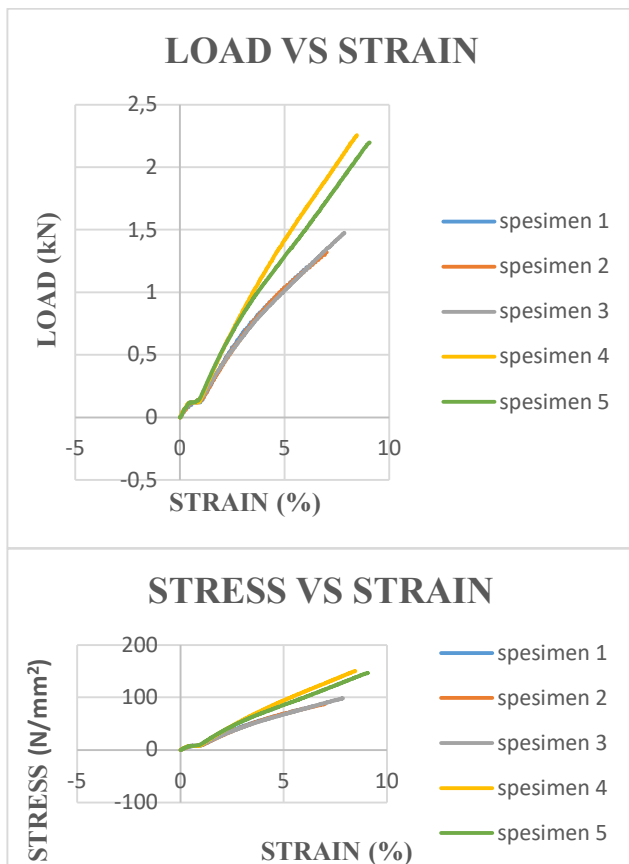 LOAD VS STRAIN
2,5
2
1,5
1
0,5
0
-0,5
-5
0
5
10
LOAD (kN)
STRAIN (%)
spesimen 1
spesimen 2
spesimen 3
spesimen 4
spesimen 5
STRESS VS STRAIN
200
100
0
-100
-5
0
5
10
STRESS (N/mm²)
STRAIN (%)
spesimen 1
spesimen 2
spesimen 3
spesimen 4
spesimen 5